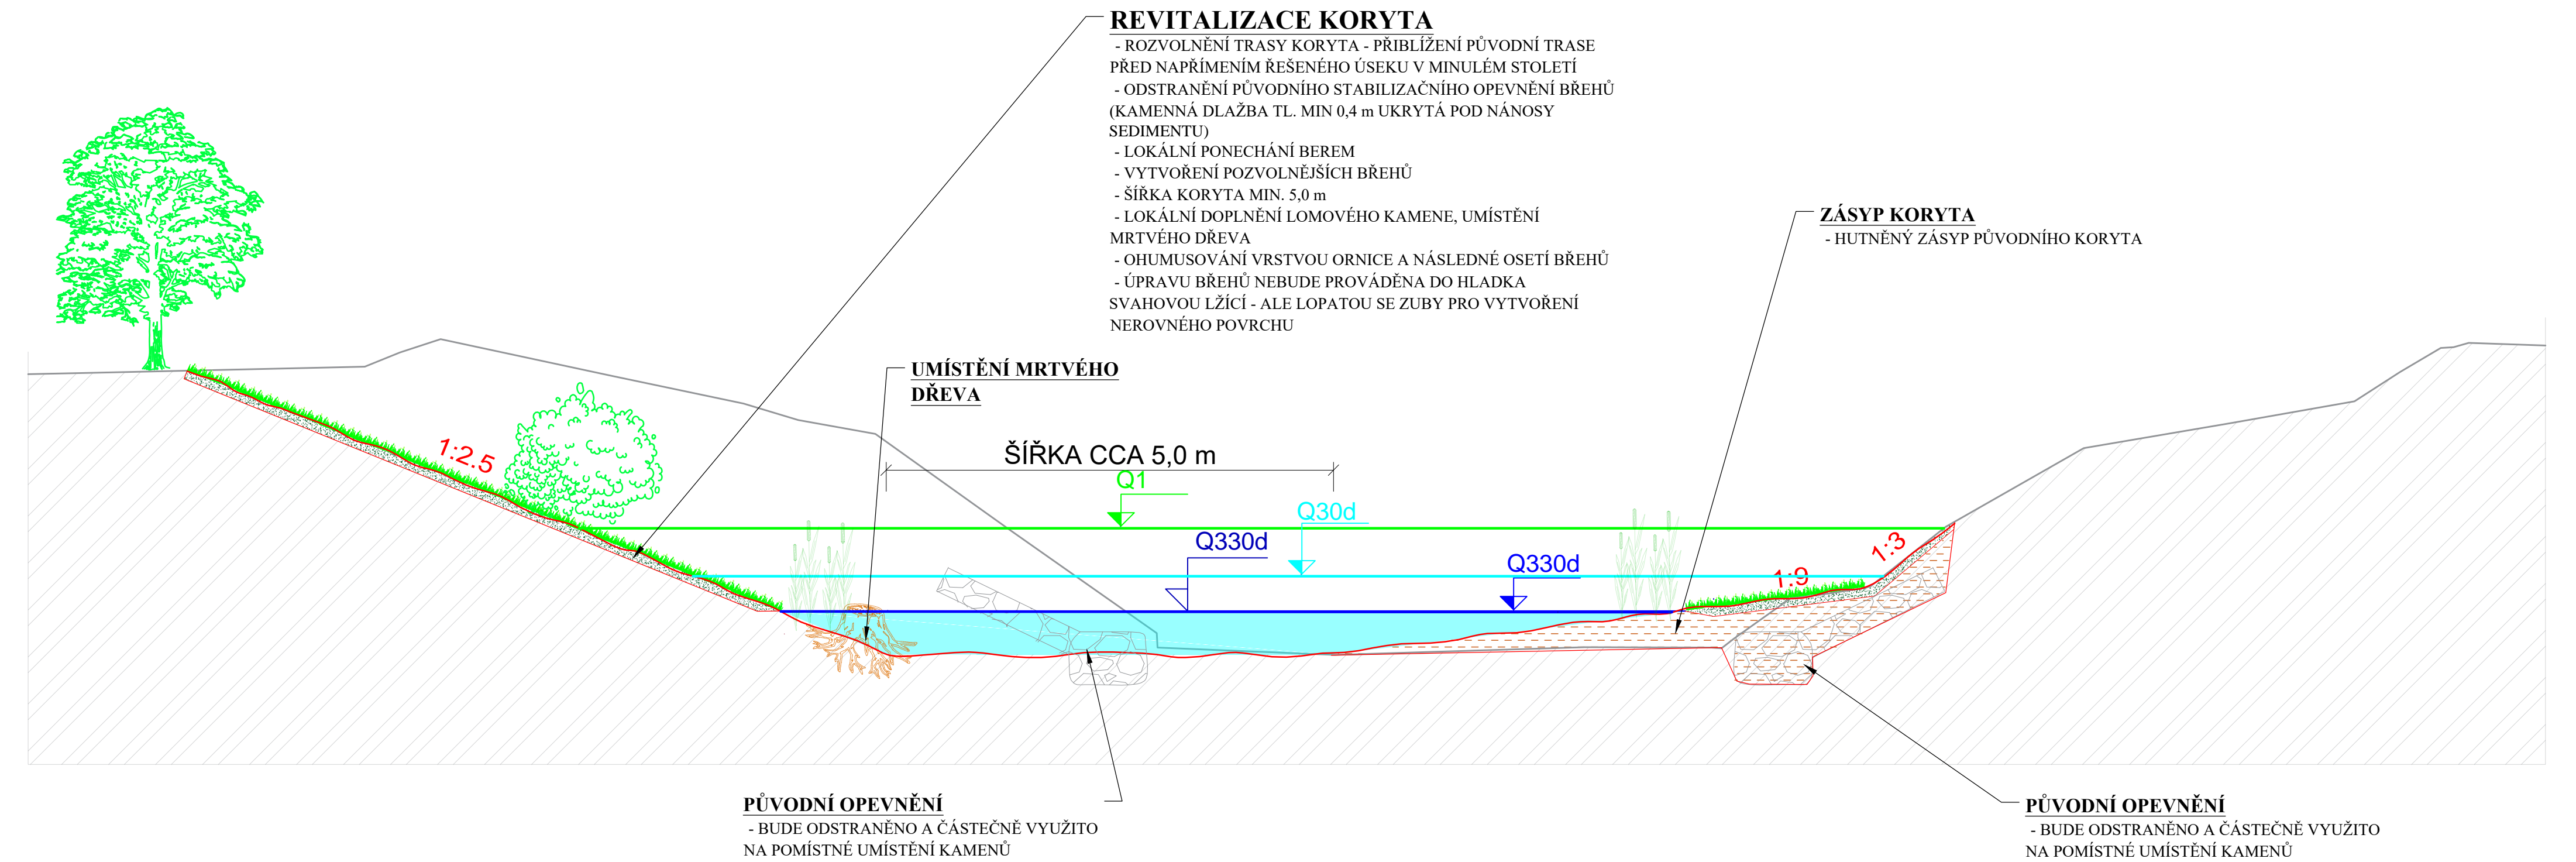 REVITALIZACE KORYTA
- ROZVOLNĚNÍ TRASY KORYTA - PŘIBLÍŽENÍ PŮVODNÍ TRASE
PŘED NAPŘÍMENÍM ŘEŠENÉHO ÚSEKU V MINULÉM STOLETÍ
- ODSTRANĚNÍ PŮVODNÍHO STABILIZAČNÍHO OPEVNĚNÍ BŘEHŮ
(KAMENNÁ DLAŽBA TL. MIN 0,4 m UKRYTÁ POD NÁNOSY
SEDIMENTU)
- LOKÁLNÍ PONECHÁNÍ BEREM
- VYTVOŘENÍ POZVOLNĚJŠÍCH BŘEHŮ
- ŠÍŘKA KORYTA MIN. 5,0 m
- LOKÁLNÍ DOPLNĚNÍ LOMOVÉHO KAMENE, UMÍSTĚNÍ
MRTVÉHO DŘEVA
- OHUMUSOVÁNÍ VRSTVOU ORNICE A NÁSLEDNÉ OSETÍ BŘEHŮ
- ÚPRAVU BŘEHŮ NEBUDE PROVÁDĚNA DO HLADKA
SVAHOVOU LŽÍCÍ - ALE LOPATOU SE ZUBY PRO VYTVOŘENÍ
NEROVNÉHO POVRCHU
ZÁSYP KORYTA
- HUTNĚNÝ ZÁSYP PŮVODNÍHO KORYTA
UMÍSTĚNÍ MRTVÉHO
DŘEVA
1:2.5
ŠÍŘKA CCA 5,0 m
Q1
Q30d
Q330d
Q330d
1:9
1:3
PŮVODNÍ OPEVNĚNÍ
- BUDE ODSTRANĚNO A ČÁSTEČNĚ VYUŽITO
NA POMÍSTNÉ UMÍSTĚNÍ KAMENŮ
PŮVODNÍ OPEVNĚNÍ
- BUDE ODSTRANĚNO A ČÁSTEČNĚ VYUŽITO
NA POMÍSTNÉ UMÍSTĚNÍ KAMENŮ